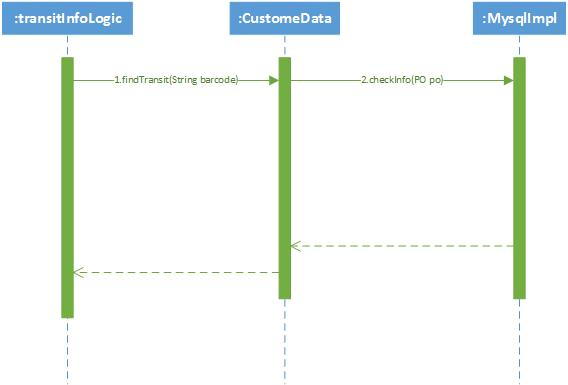 :transitInfoLogic
:CustomeData
:MysqlImpl
1.findTransit(String barcode)
2.checkInfo(PO po)